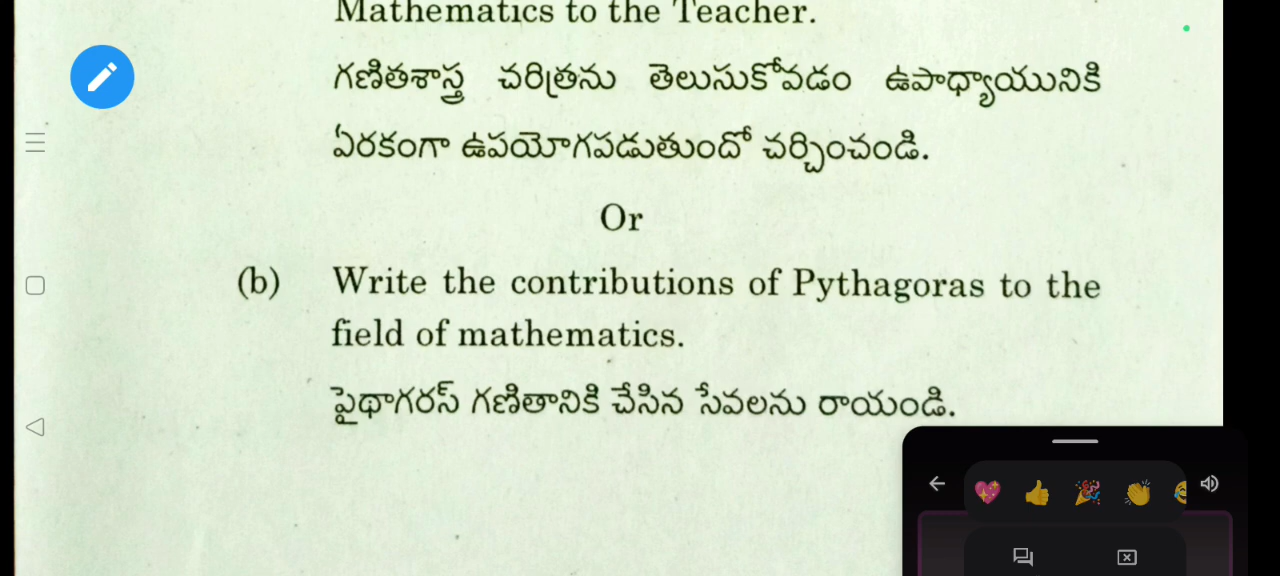 Mathematics to the Teacher.
గణితశాస్త్ర చరిత్రను తెలుసుకోవడం ఉపాధ్యాయునికి
ఏరకంగా ఉపయోగపడుతుందో చర్చించండి.
Or
(b) Write the contributions of Pythagoras to the
field of mathematics.
పైథాగరస్ గణితానికి చేసిన సేవలను రాయండి.